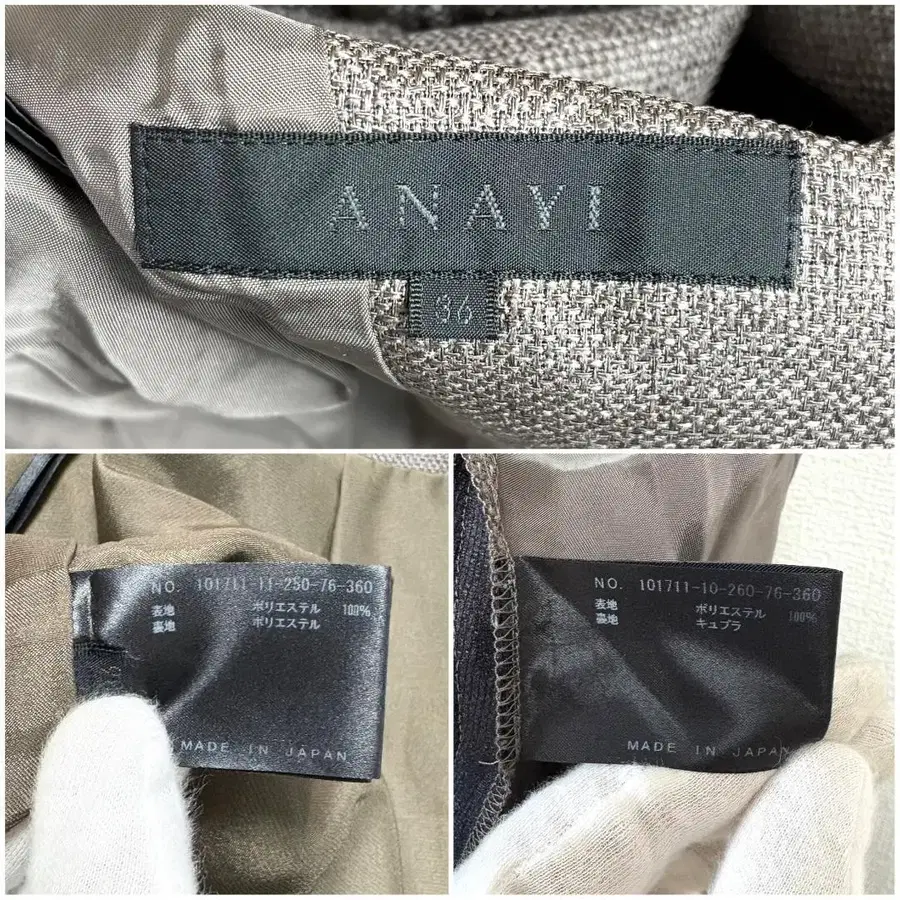 ANAYI
36
NO. 101711-11-250-76-360
表地 ポリエステル 100%
裏地 ポリエステル
MADE IN JAPAN
NO. 101711-10-260-76-360
表地 ポリエステル 100%
裏地 キュプラ
MADE IN JAPAN